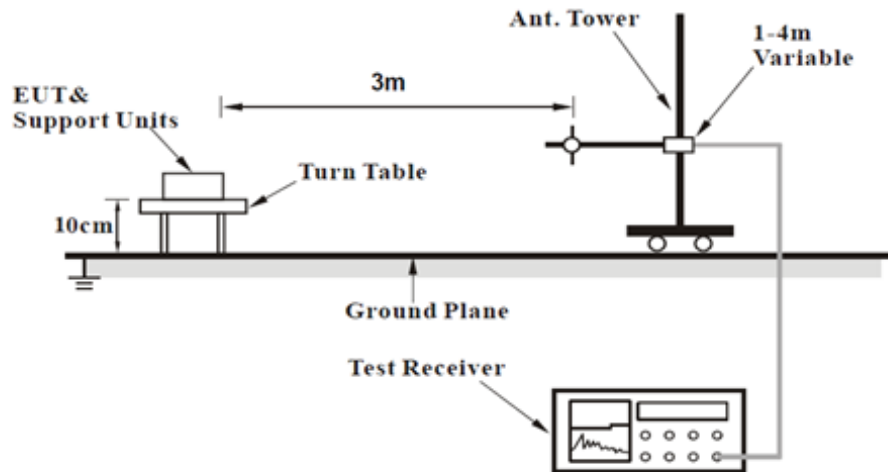 Ant. Tower
1-4m
Variable
3m
EUT&
Support Units
Turn Table
10cm
Ground Plane
Test Receiver